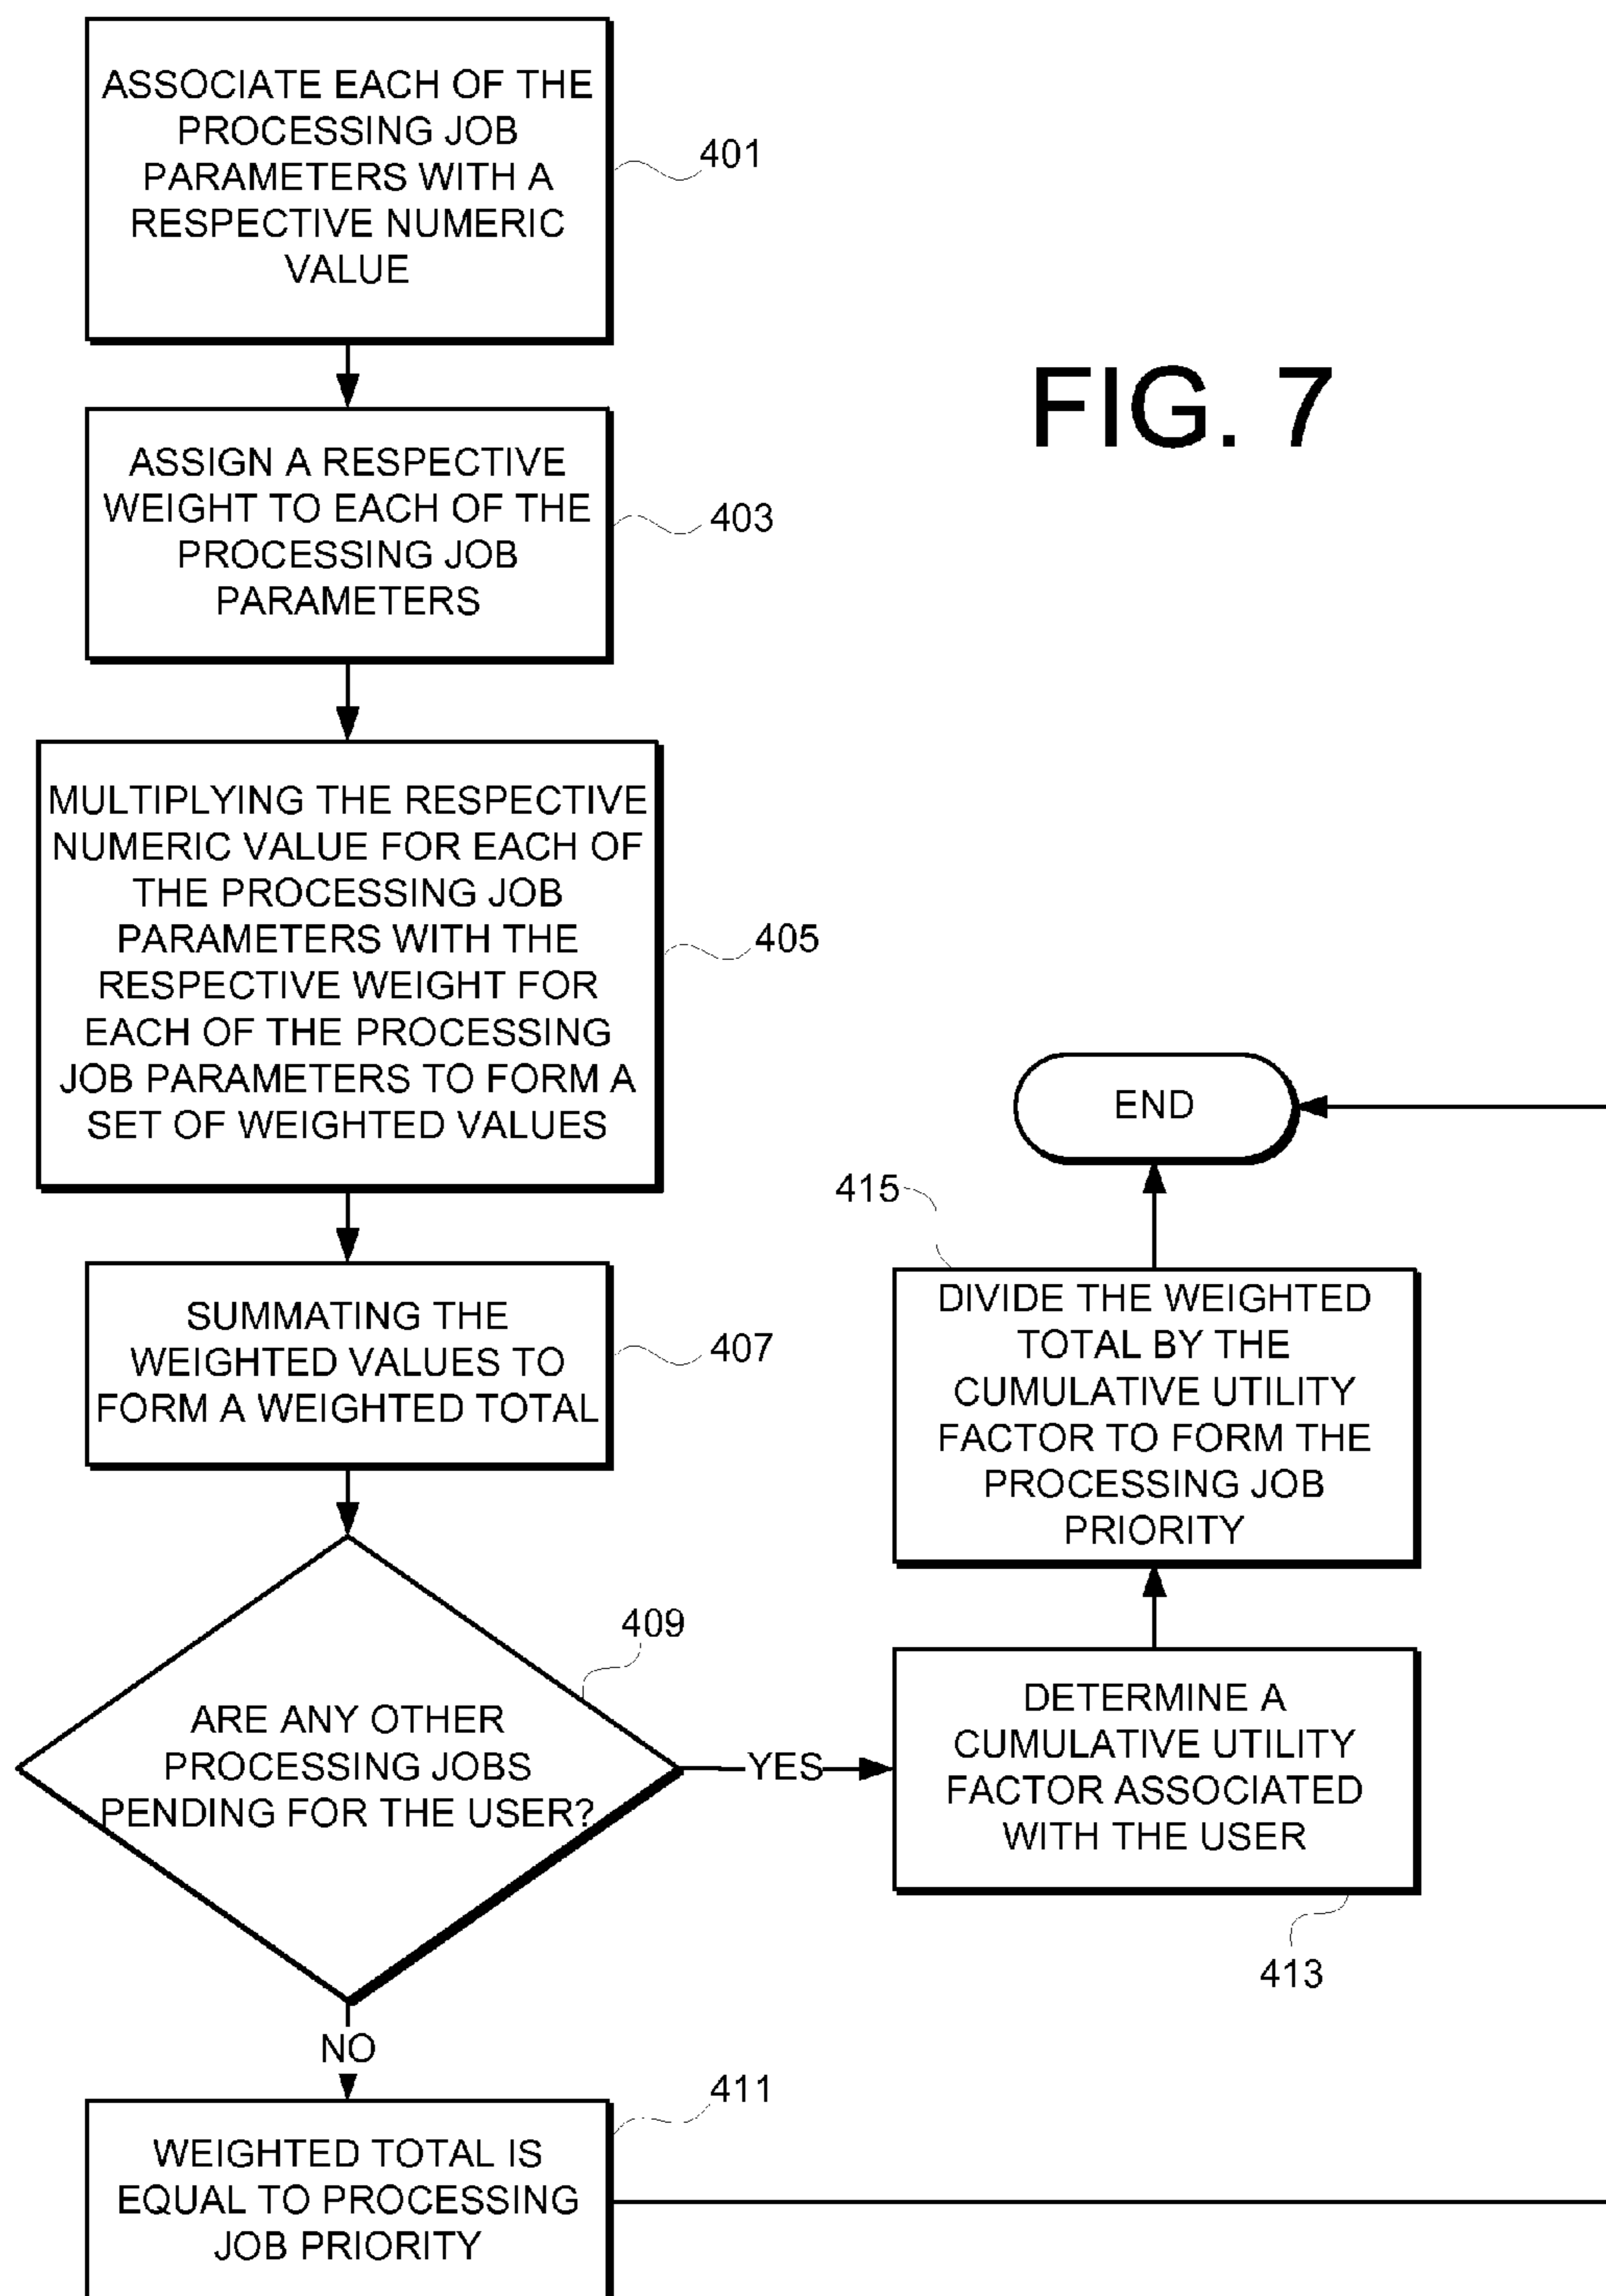 ASSOCIATE EACH OF THE
PROCESSING JOB
PARAMETERS WITH A
RESPECTIVE NUMERIC
VALUE
401
FIG. 7
ASSIGN A RESPECTIVE
WEIGHT TO EACH OF THE
PROCESSING JOB
PARAMETERS
403
MULTIPLYING THE RESPECTIVE
NUMERIC VALUE FOR EACH OF
THE PROCESSING JOB
PARAMETERS WITH THE
RESPECTIVE WEIGHT FOR
EACH OF THE PROCESSING
JOB PARAMETERS TO FORM A
SET OF WEIGHTED VALUES
405
SUMMATING THE
WEIGHTED VALUES TO
FORM A WEIGHTED TOTAL
407
ARE ANY OTHER
PROCESSING JOBS
PENDING FOR THE USER?
409
YES
NO
WEIGHTED TOTAL IS
EQUAL TO PROCESSING
JOB PRIORITY
411
DETERMINE A
CUMULATIVE UTILITY
FACTOR ASSOCIATED
WITH THE USER
413
DIVIDE THE WEIGHTED
TOTAL BY THE
CUMULATIVE UTILITY
FACTOR TO FORM THE
PROCESSING JOB
PRIORITY
415
END